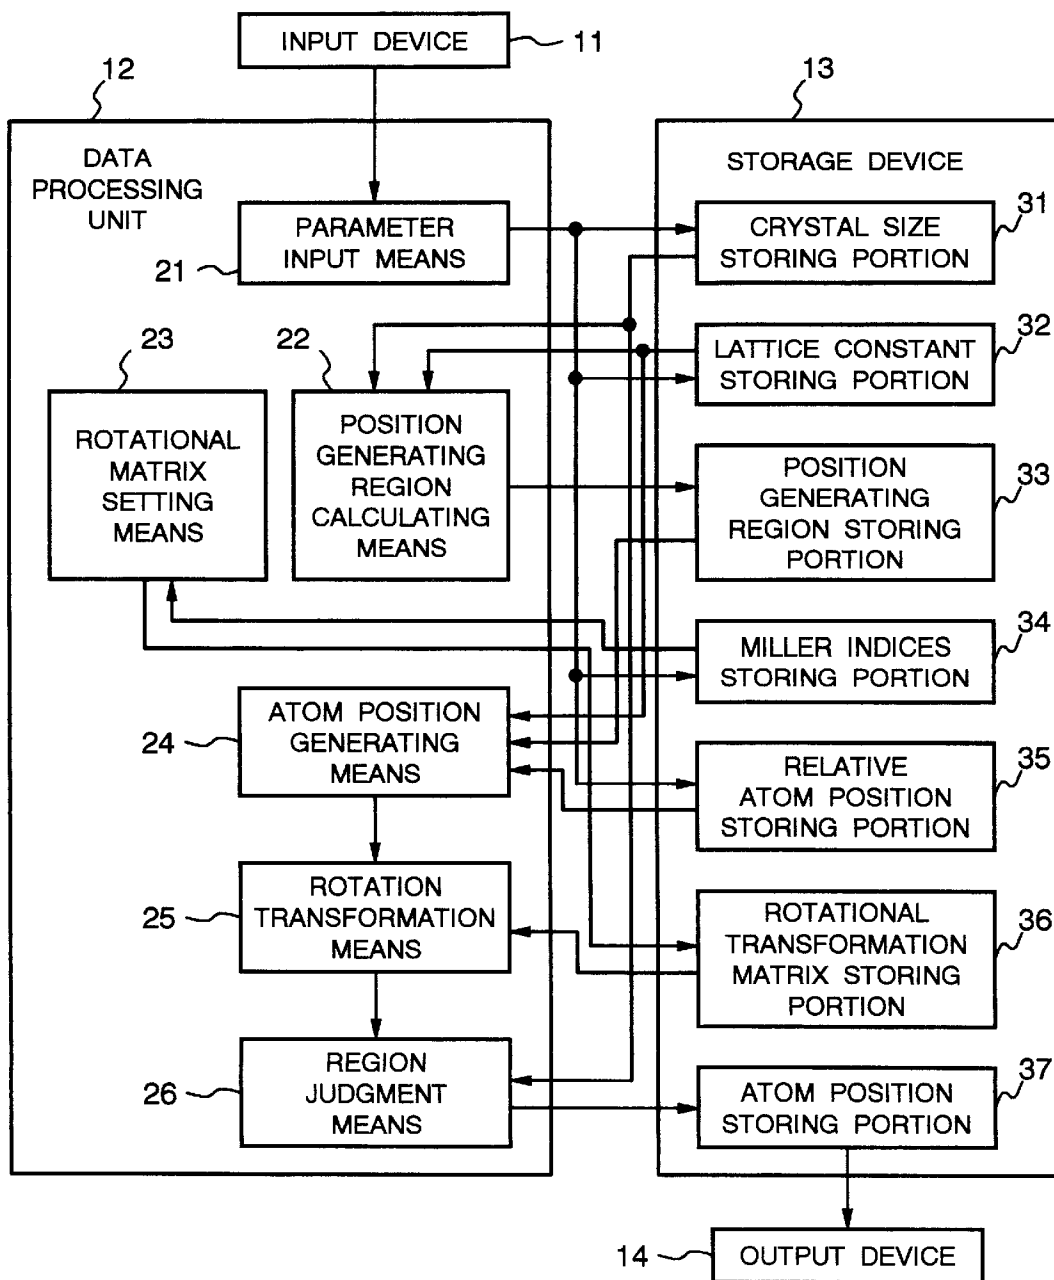 INPUT DEVICE
11
12
13
DATA
PROCESSING
UNIT
STORAGE DEVICE
PARAMETER
INPUT MEANS
21
CRYSTAL SIZE
STORING PORTION
31
LATTICE CONSTANT
STORING PORTION
32
23
22
ROTATIONAL
MATRIX
SETTING
MEANS
POSITION
GENERATING
REGION
CALCULATING
MEANS
POSITION
GENERATING
REGION STORING
PORTION
33
MILLER INDICES
STORING PORTION
34
ATOM POSITION
GENERATING
MEANS
24
RELATIVE
ATOM POSITION
STORING PORTION
35
ROTATION
TRANSFORMATION
MEANS
25
ROTATIONAL
TRANSFORMATION
MATRIX STORING
PORTION
36
REGION
JUDGMENT
MEANS
26
ATOM POSITION
STORING PORTION
37
14
OUTPUT DEVICE